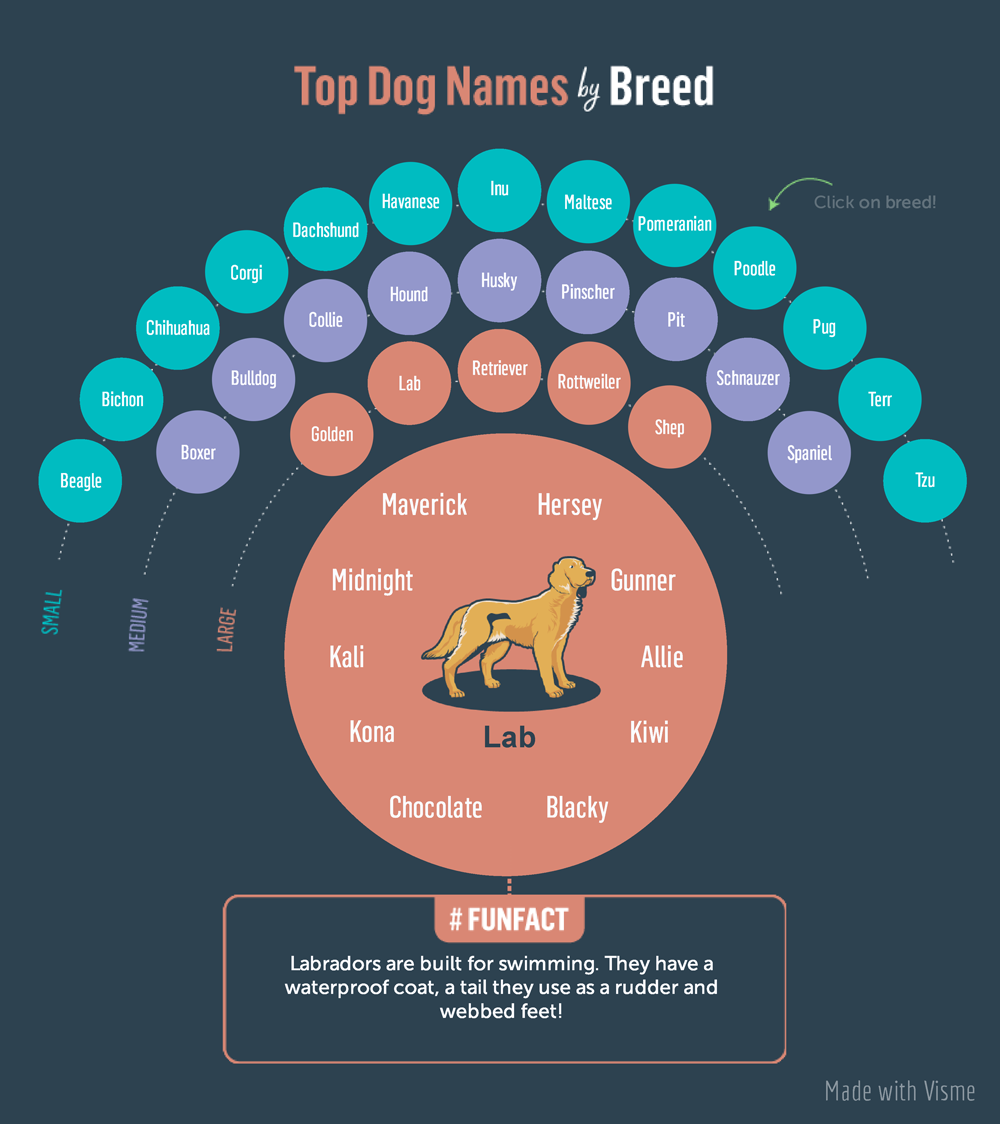 Top Dog Names by Breed
Click on breed!
Beagle
Bichon
Chihuahua
Corgi
Dachshund
Havanese
Inu
Maltese
Pomeranian
Poodle
Pug
Terr
Tzu
Boxer
Bulldog
Collie
Hound
Husky
Pinscher
Pit
Schnauzer
Spaniel
Golden
Lab
Retriever
Rottweiler
Shep
SMALL
MEDIUM
LARGE
Maverick
Hersey
Midnight
Gunner
Kali
Allie
Kona
Kiwi
Lab
Chocolate
Blacky
# FUNFACT
Labradors are built for swimming. They have a
waterproof coat, a tail they use as a rudder and
webbed feet!
Made with Visme